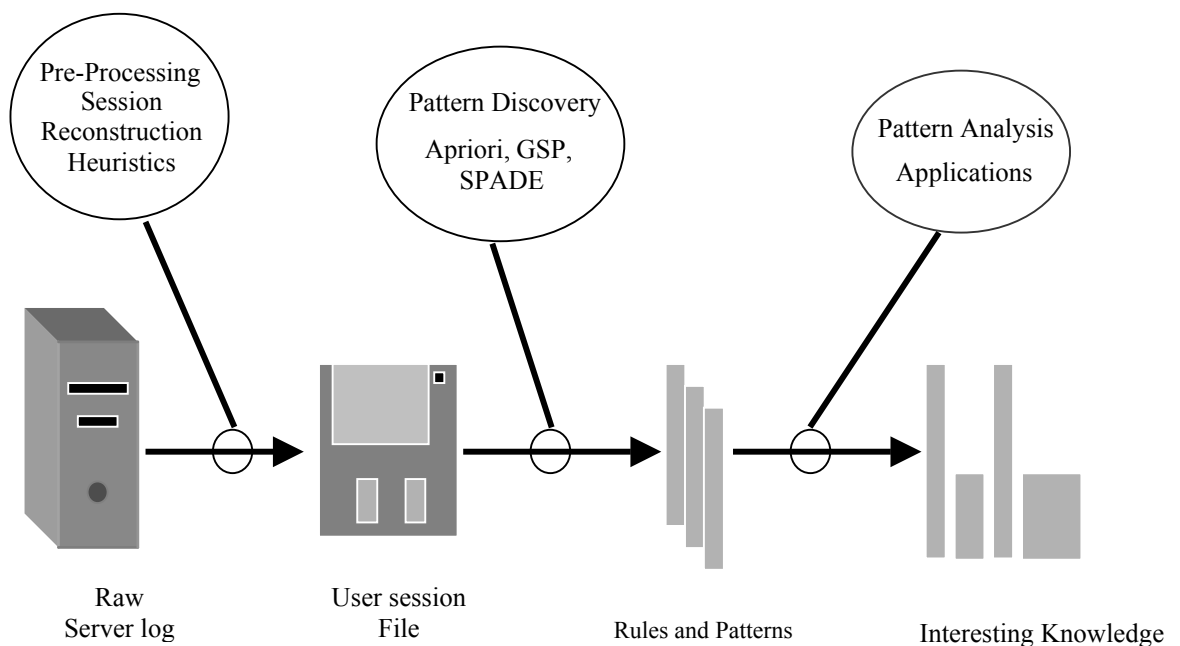 Pre-Processing
Session
Reconstruction
Heuristics
Pattern Discovery
Apriori, GSP,
SPADE
Pattern Analysis
Applications
Raw
Server log
User session
File
Rules and Patterns
Interesting Knowledge